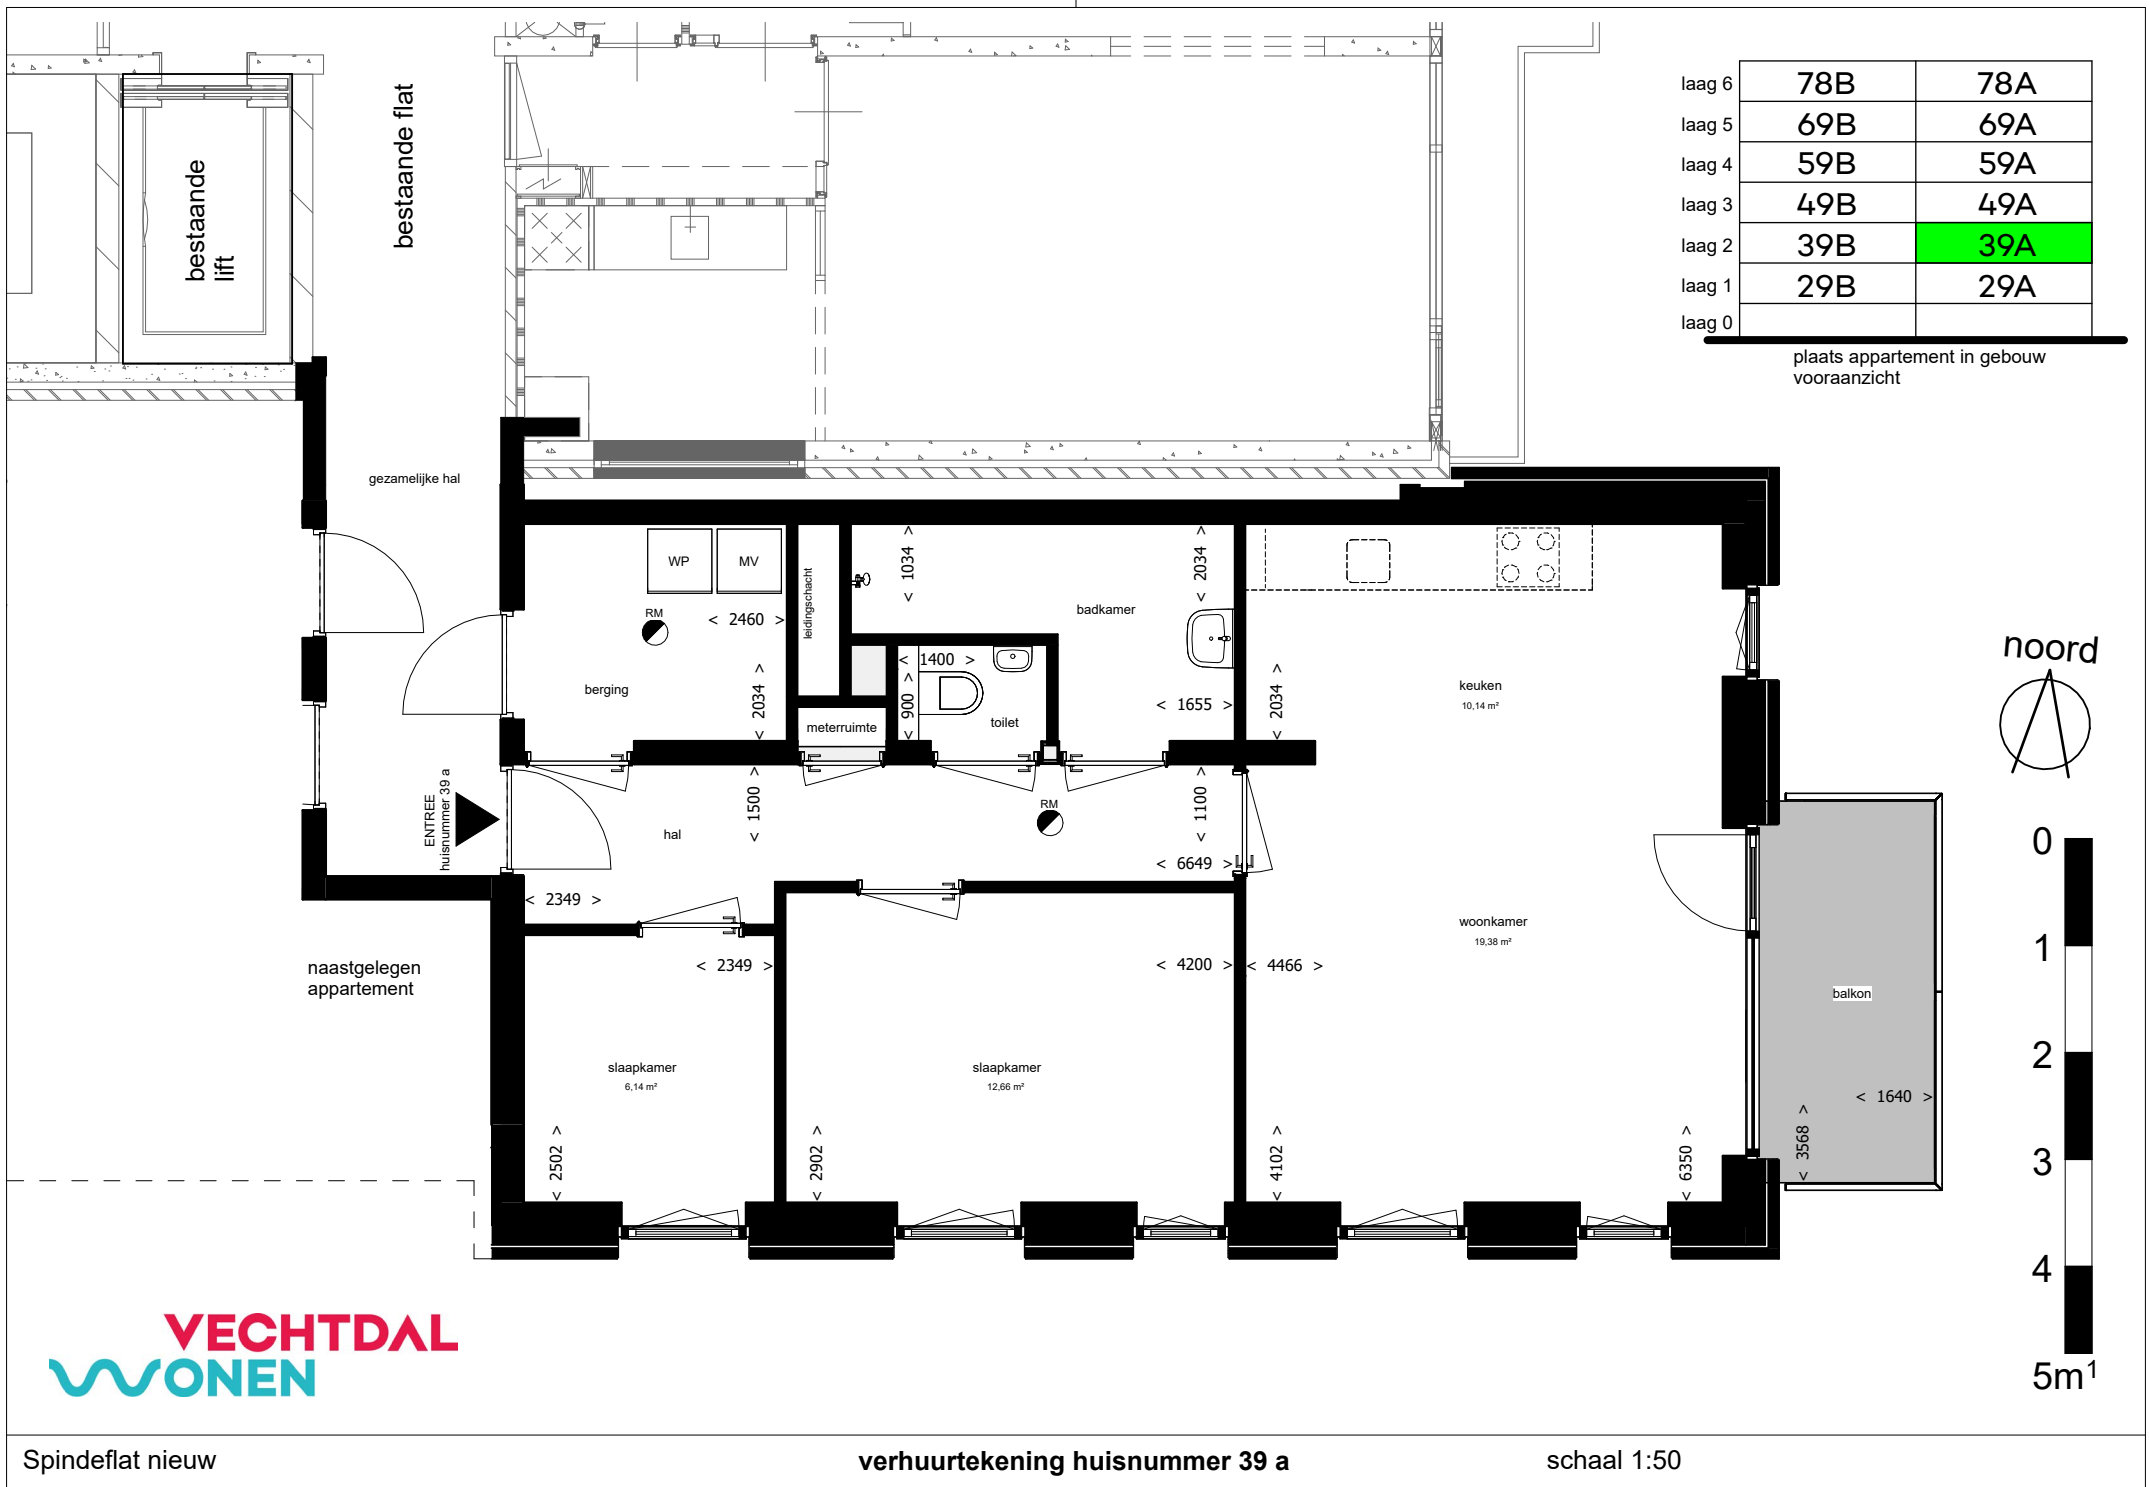 bestaande
lift
bestaande flat
laag 6 78B 78A
laag 5 69B 69A
laag 4 59B 59A
laag 3 49B 49A
laag 2 39B 39A
laag 1 29B 29A
laag 0
plaats appartement in gebouw
vooraanzicht
gezamelijke hal
WP
MV
RM
< 2460 >
berging
< 2034 >
leidingschacht
meterruimte
< 1034 >
< 2034 >
badkamer
< 1400 >
< 900 >
toilet
< 1655 >
< 2034 >
keuken
10,14 m²
noord
ENTREE
huisnummer 39 a
hal
< 1500 >
RM
< 1100 >
< 6649 >
< 2349 >
woonkamer
19,38 m²
naastgelegen
appartement
< 2349 >
< 4200 >
< 4466 >
balkon
slaapkamer
6,14 m²
slaapkamer
12,66 m²
< 2502 >
< 2902 >
< 4102 >
< 6350 >
< 3568 >
< 1640 >
0
1
2
3
4
5m1
VECHTDAL
WONEN
Spindeflat nieuw
verhuurtekening huisnummer 39 a
schaal 1:50